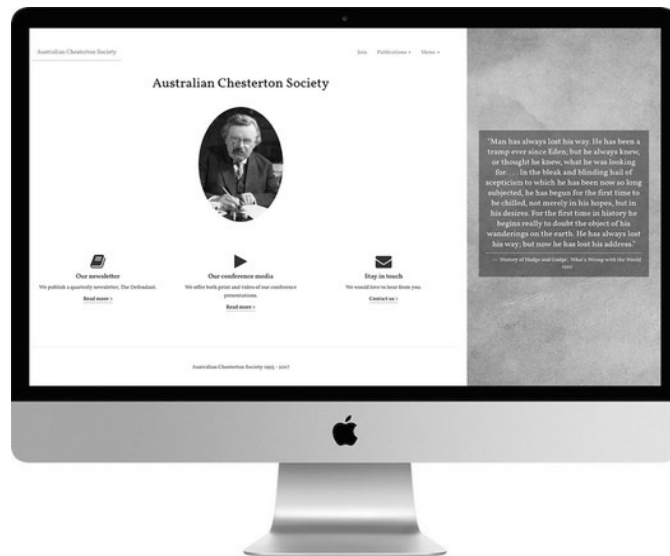 Australian Chesterton Society
Join Publications Menu
Australian Chesterton Society
"Man has always lost his way. He has been a
tramp ever since Eden; but he always knew,
or thought he knew, what he was looking
for. . . . In the bleak and blinding hail of
scepticism to which he has been now so long
subjected, he has begun for the first time to
be chilled, not merely in his hopes, but in
his desires. For the first time in history he
begins really to doubt the object of his
wanderings on the earth. He has always lost
his way; but now he has lost his address."
— 'History of Hudge and Gudge', What's Wrong with the World
1910
Our newsletter
We publish a quarterly newsletter, The Defendant.
Read more >
Our conference media
We offer both print and video of our conference
presentations.
Read more >
Stay in touch
We would love to hear from you.
Contact us >
Australian Chesterton Society 1993 - 2017